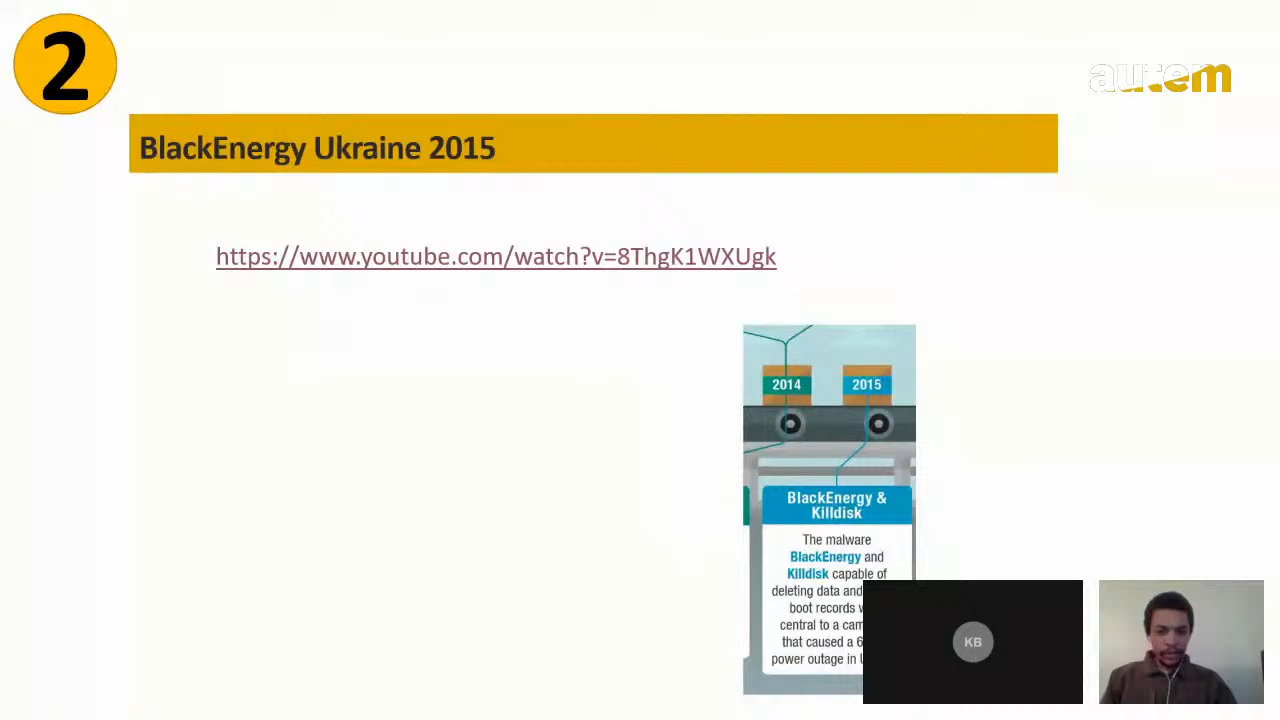 2
autem
BlackEnergy Ukraine 2015
https://www.youtube.com/watch?v=8ThgK1WXUgk
2014
2015
BlackEnergy &
Killdisk
The malware
BlackEnergy and
Killdisk capable of
deleting data and
boot records
central to a
that caused a
power outage in
KB